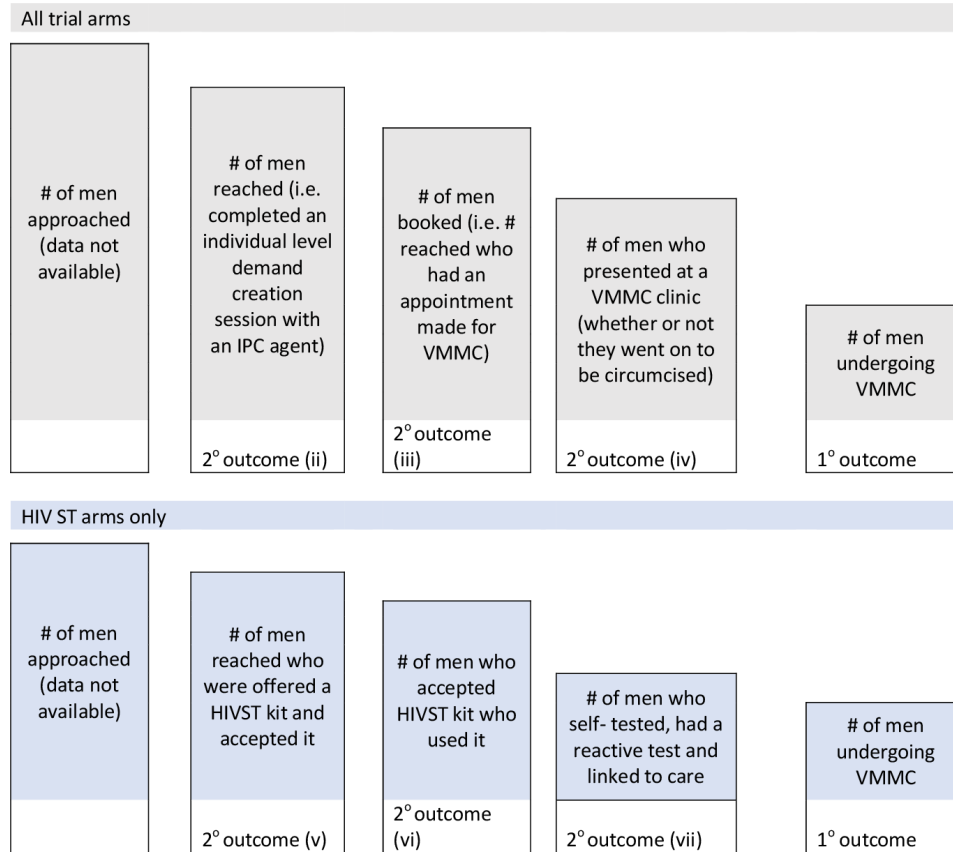 All trial arms
# of men
approached
(data not
available)
# of men
reached (i.e.
completed an
individual level
demand
creation
session with
an IPC agent)
2° outcome (ii)
# of men
booked (i.e. #
reached who
had an
appointment
made for
VMMC)
2° outcome
(iii)
# of men who
presented at a
VMMC clinic
(whether or not
they went on to
be circumcised)
2° outcome (iv)
# of men
undergoing
VMMC
1° outcome
HIV ST arms only
# of men
approached
(data not
available)
# of men
reached who
were offered a
HIVST kit and
accepted it
2° outcome (v)
# of men who
accepted
HIVST kit who
used it
2° outcome
(vi)
# of men who
self- tested, had a
reactive test and
linked to care
2° outcome (vii)
# of men
undergoing
VMMC
1° outcome